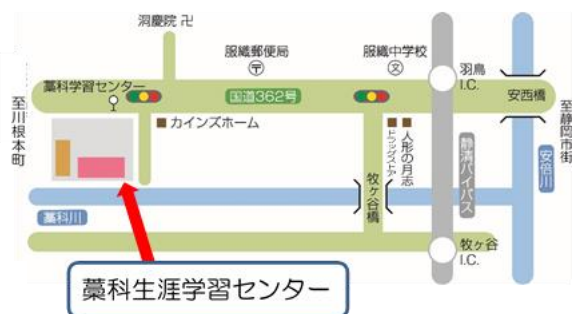 洞慶院 卍
服織郵便局
〒
服織中学校
文
羽鳥
I.C.
藁科学習センター
国道362号
安西橋
至川根本町
至静岡市街
カインズホーム
ドラッグストア
人形の月志
静清バイパス
安倍川
牧ヶ谷橋
藁科川
牧ヶ谷
I.C.
藁科生涯学習センター